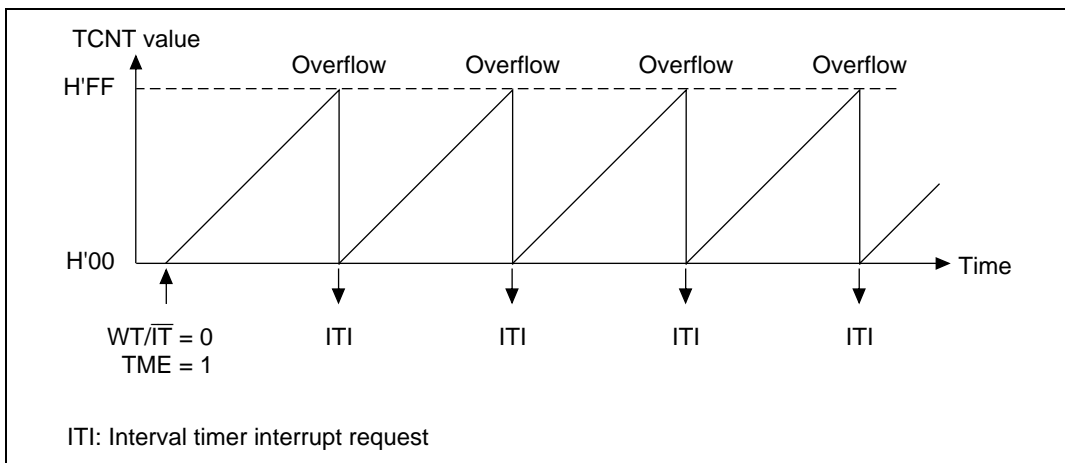 TCNT value
Overflow Overflow Overflow Overflow
H'FF
H'00
Time
WT/I̅T̅ = 0
TME = 1
ITI ITI ITI ITI
ITI: Interval timer interrupt request